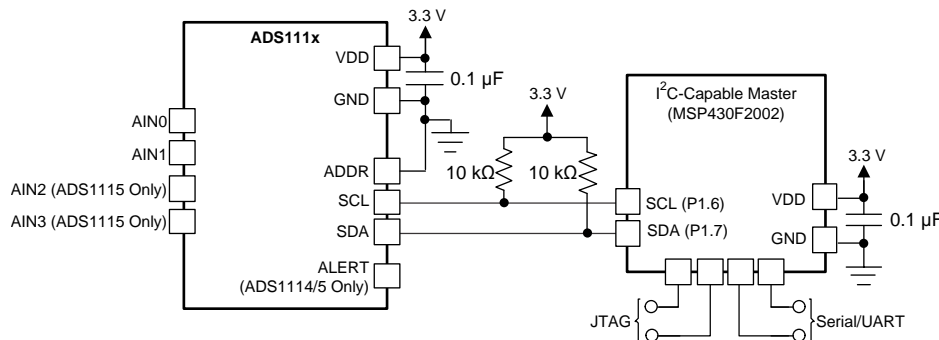 ADS111x
VDD
GND
ADDR
SCL
SDA
ALERT
(ADS1114/5 Only)
AIN0
AIN1
AIN2 (ADS1115 Only)
AIN3 (ADS1115 Only)
3.3 V
0.1 µF
3.3 V
10 kΩ
10 kΩ
I²C-Capable Master
(MSP430F2002)
SCL (P1.6)
SDA (P1.7)
VDD
GND
3.3 V
0.1 µF
JTAG
Serial/UART